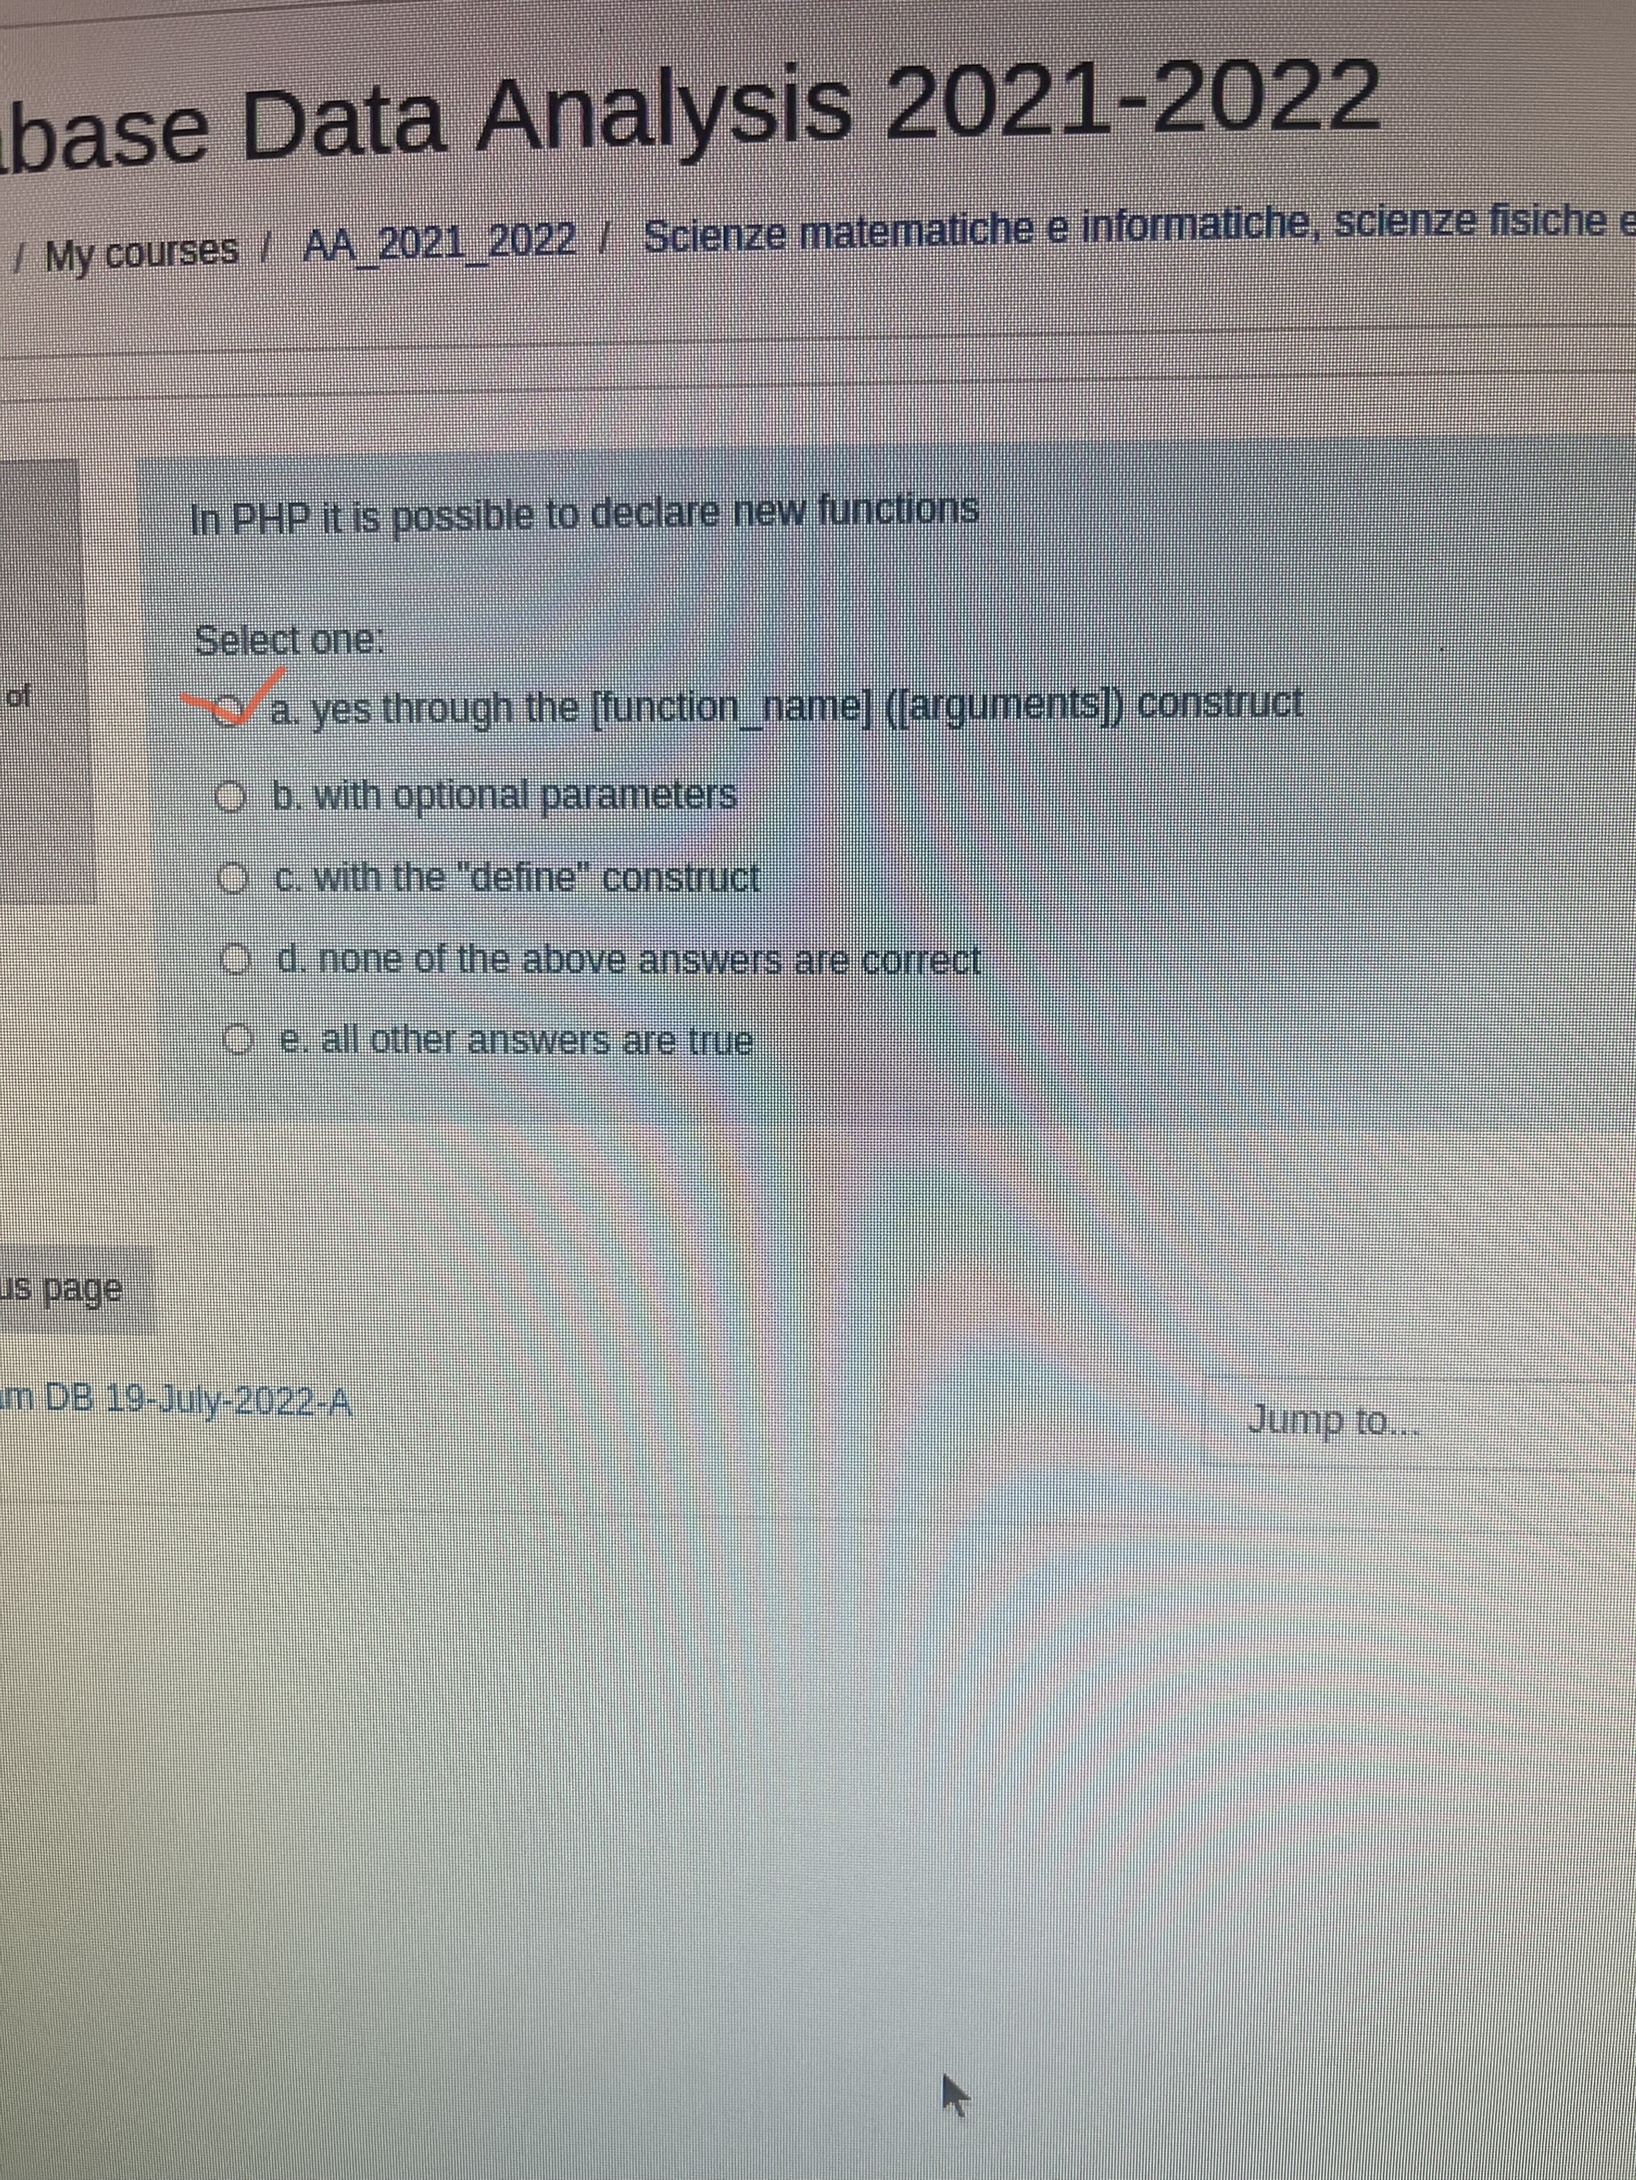 base Data Analysis 2021-2022
/ My courses / AA_2021_2022 / Scienze matematiche e informatiche, scienze fisiche e
In PHP it is possible to declare new functions
Select one:
of
a. yes through the [function_name] ([arguments]) construct
b. with optional parameters
c. with the "define" construct
d. none of the above answers are correct
e. all other answers are true
us page
DB 19-July-2022-A
Jump to...